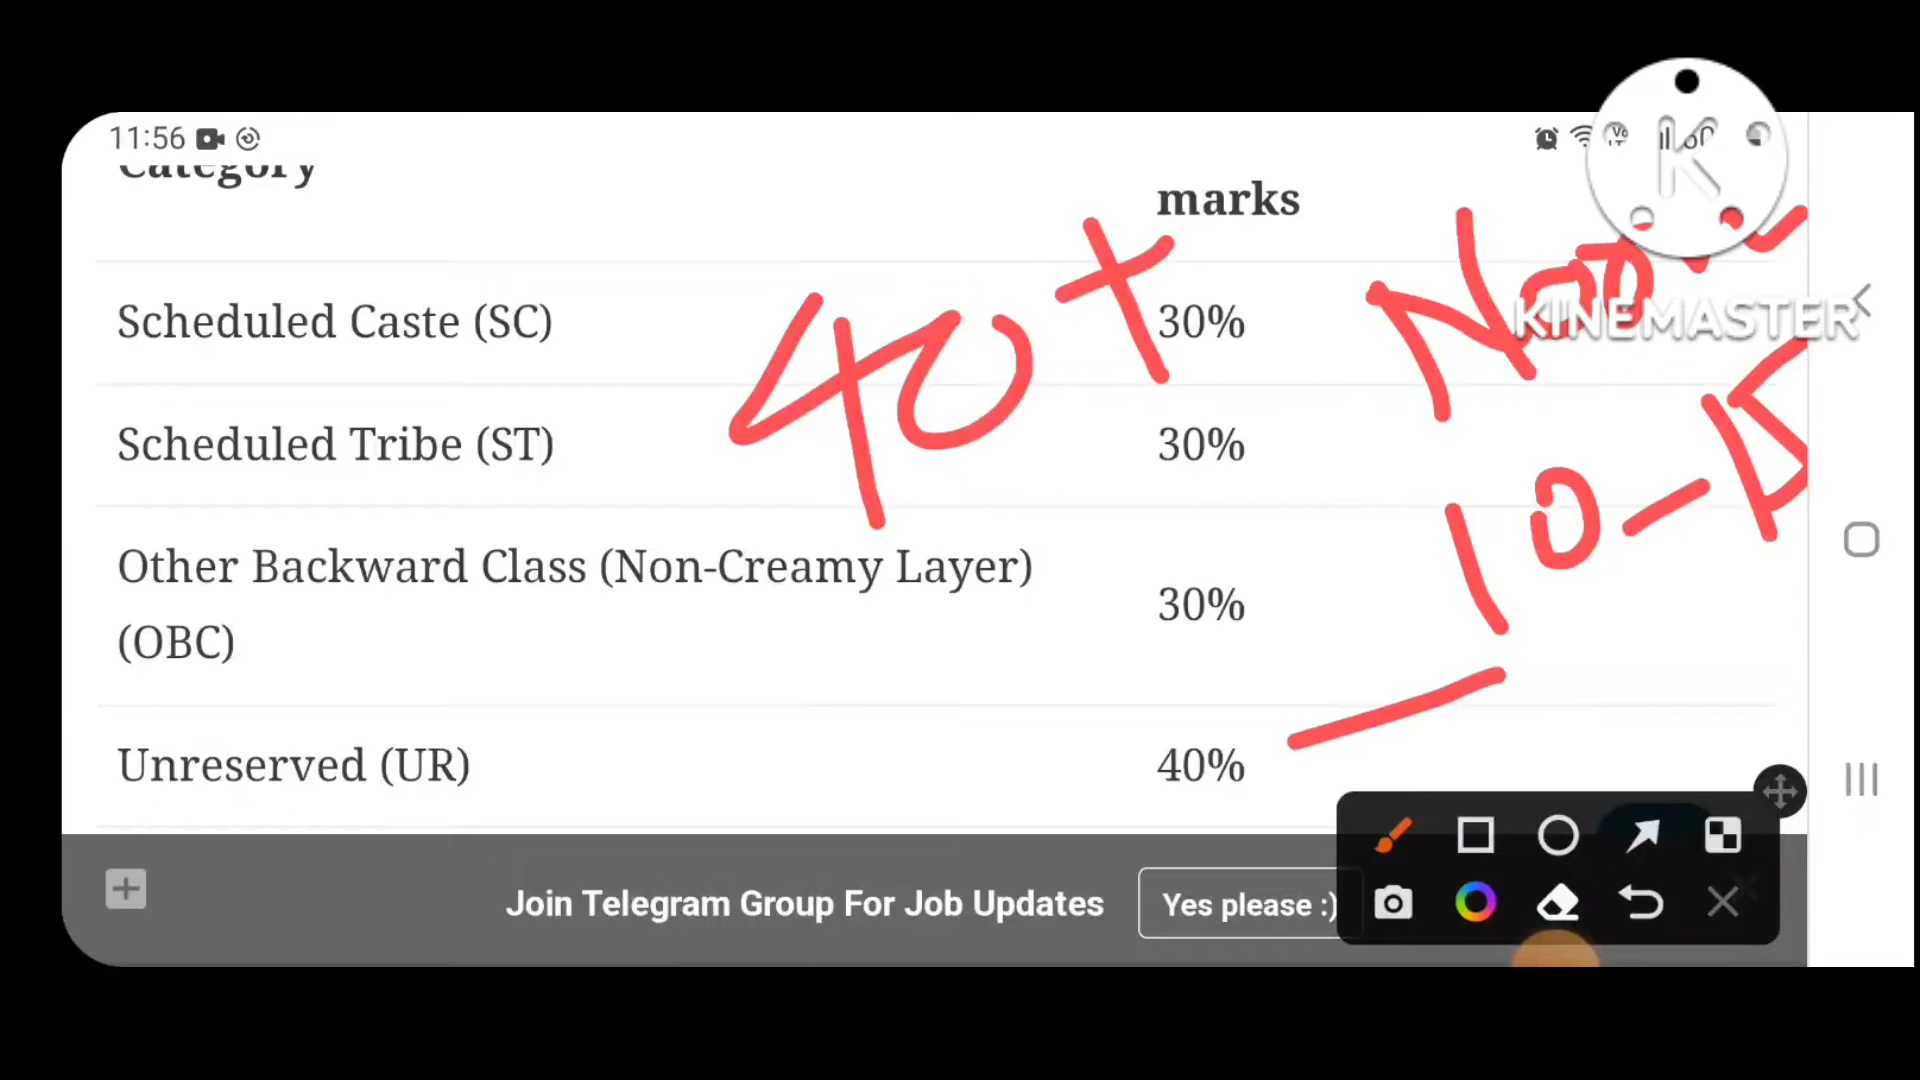 11:56
Category
marks
Scheduled Caste (SC)
30%
40+
KINEMASTER
Scheduled Tribe (ST)
30%
10-15
Other Backward Class (Non-Creamy Layer)
(OBC)
30%
Unreserved (UR)
40%
Join Telegram Group For Job Updates
Yes please :)